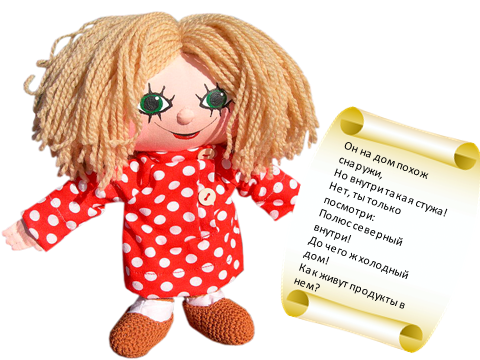 Он на дом похож
снаружи,
Но внутри такая стужа!
Нет, ты только
посмотри:
Полюс северный
внутри!
До чего ж холодный
дом!
Как живут продукты в
нем?